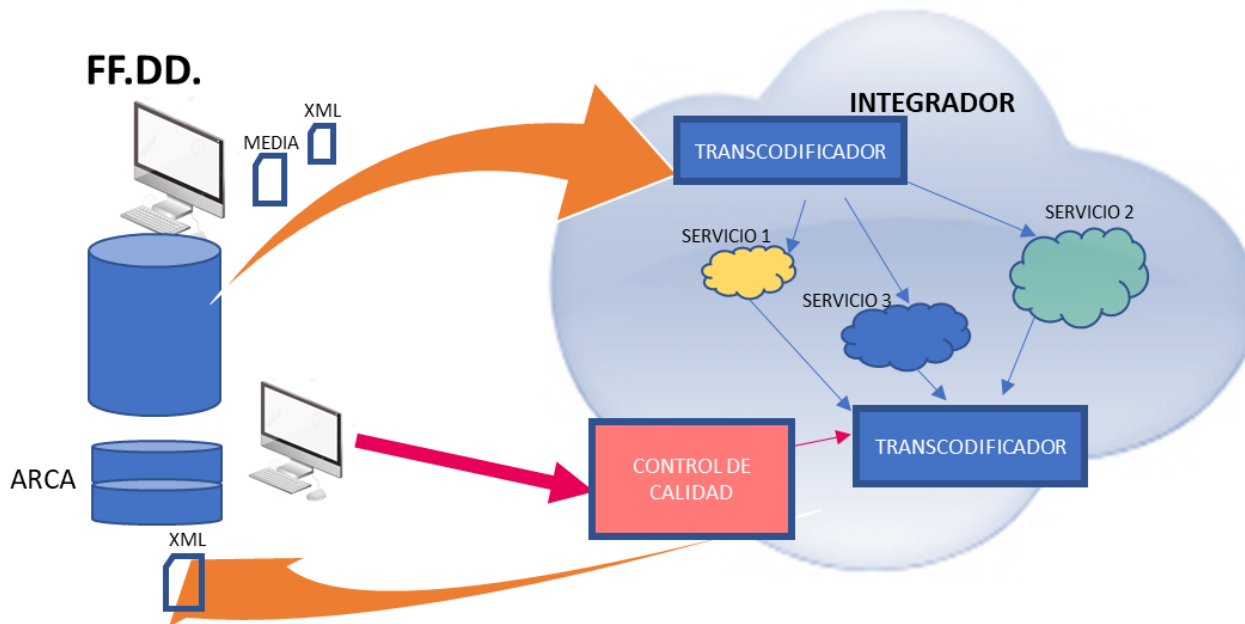 FF.DD.
XML
MEDIA
INTEGRADOR
TRANSCODIFICADOR
SERVICIO 1
SERVICIO 2
SERVICIO 3
TRANSCODIFICADOR
CONTROL DE
CALIDAD
ARCA
XML